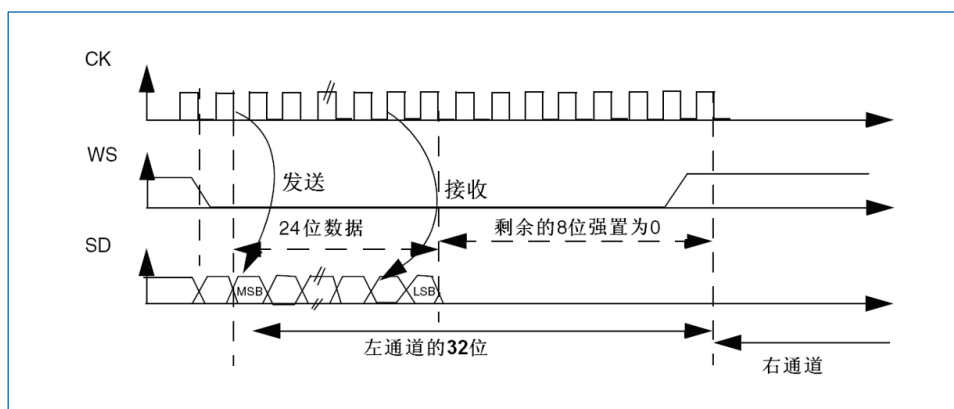 CK
WS
发送
接收
24位数据
剩余的8位强置为0
SD
MSB
LSB
左通道的32位
右通道